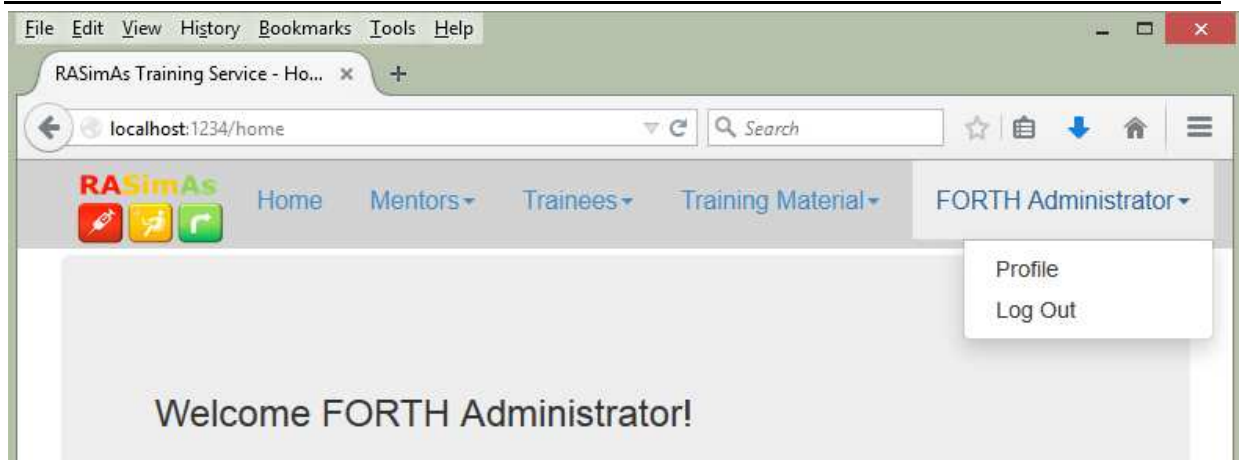 File Edit View History Bookmarks Tools Help
RASimAs Training Service - Ho...
localhost:1234/home Search
RASimAs
Home Mentors Trainees Training Material FORTH Administrator
Profile
Log Out
Welcome FORTH Administrator!